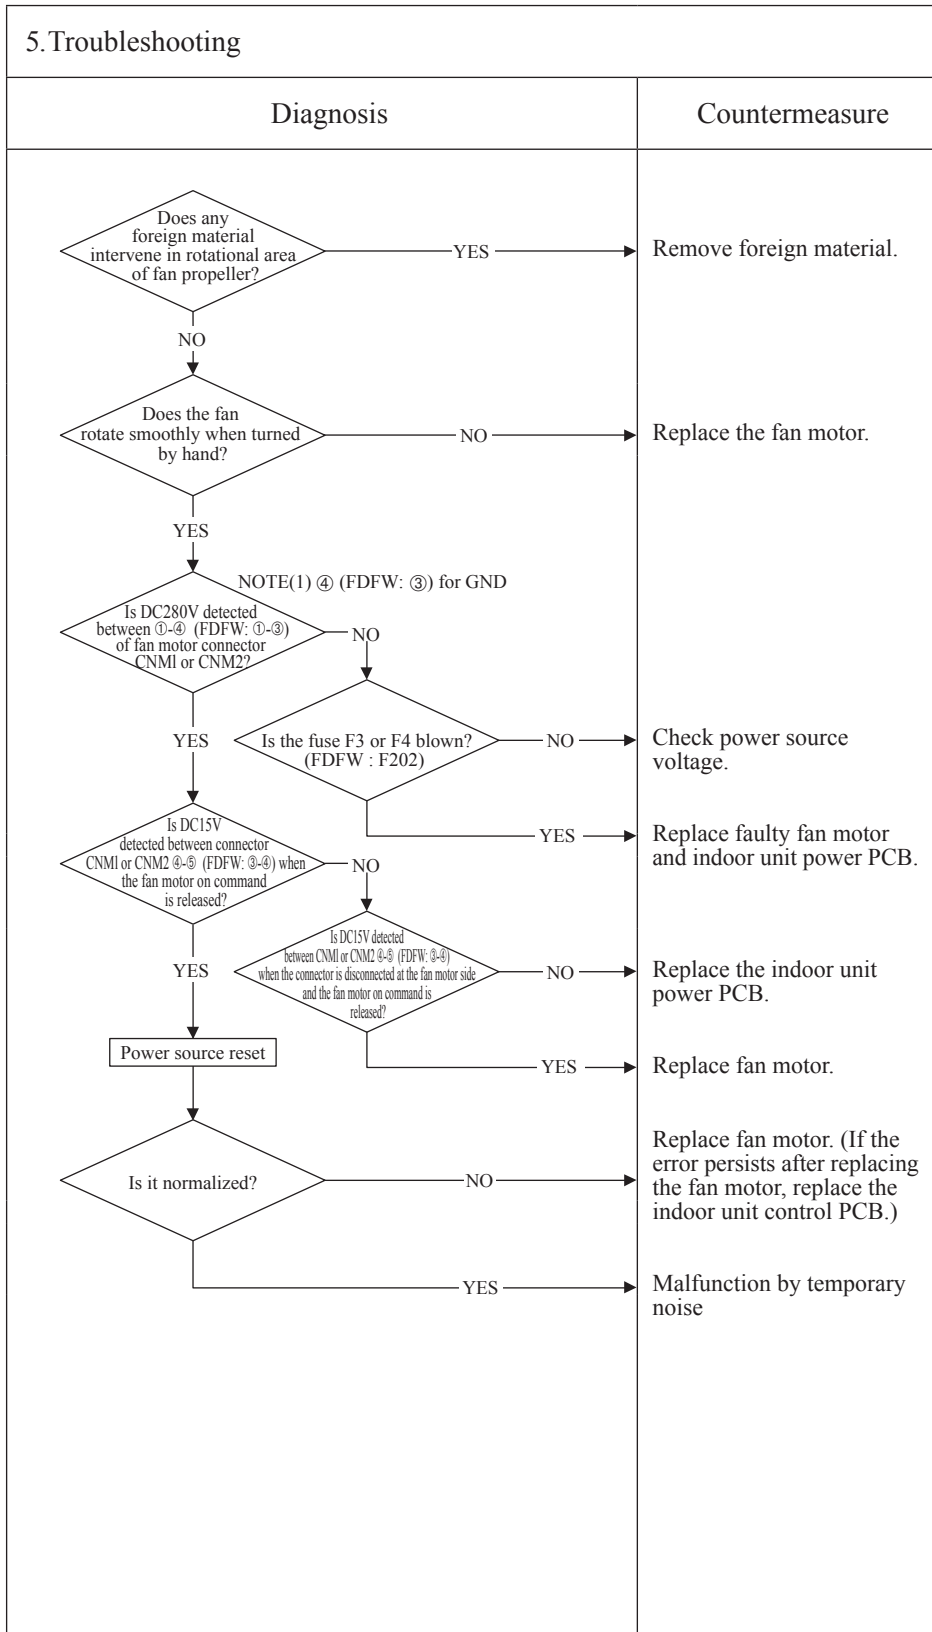 5.Troubleshooting
Diagnosis
Countermeasure
Does any
foreign material
intervene in rotational area
of fan propeller?
YES
Remove foreign material.
NO
Does the fan
rotate smoothly when turned
by hand?
NO
Replace the fan motor.
YES
NOTE(1) ④ (FDFW: ③) for GND
Is DC280V detected
between ①-④ (FDFW: ①-③)
of fan motor connector
CNMl or CNM2?
NO
YES
Is the fuse F3 or F4 blown?
(FDFW : F202)
NO
Check power source
voltage.
YES
Replace faulty fan motor
and indoor unit power PCB.
Is DC15V
detected between connector
CNMl or CNM2 ④-⑤ (FDFW: ③-④) when
the fan motor on command
is released?
NO
YES
Is DC15V detected
between CNMl or CNM2 ④-⑤ (FDFW: ③-④)
when the connector is disconnected at the fan motor side
and the fan motor on command is
released?
NO
Replace the indoor unit
power PCB.
YES
Replace fan motor.
Power source reset
Is it normalized?
NO
Replace fan motor. (If the
error persists after replacing
the fan motor, replace the
indoor unit control PCB.)
YES
Malfunction by temporary
noise